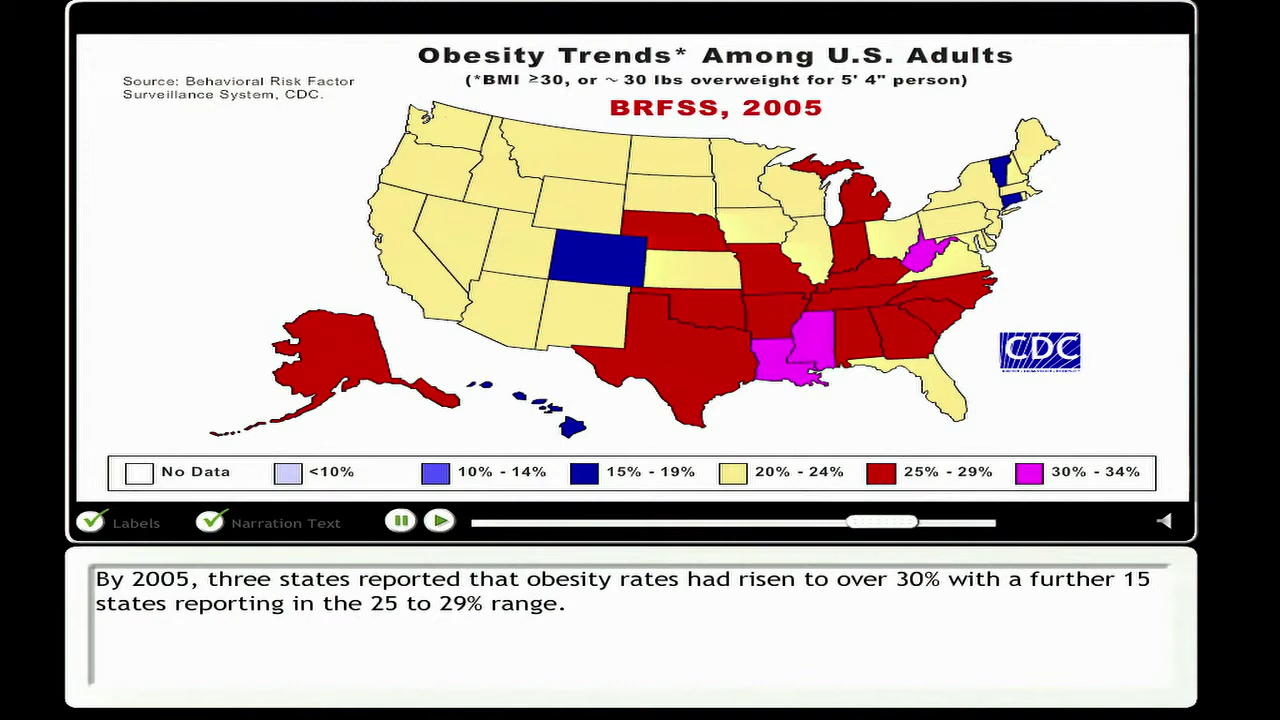 Obesity Trends* Among U.S. Adults
(*BMI ≥30, or ~ 30 lbs overweight for 5' 4" person)
BRFSS, 2005
Source: Behavioral Risk Factor
Surveillance System, CDC.
CDC
No Data <10% 10% - 14% 15% - 19% 20% - 24% 25% - 29% 30% - 34%
Labels Narration Text
By 2005, three states reported that obesity rates had risen to over 30% with a further 15
states reporting in the 25 to 29% range.